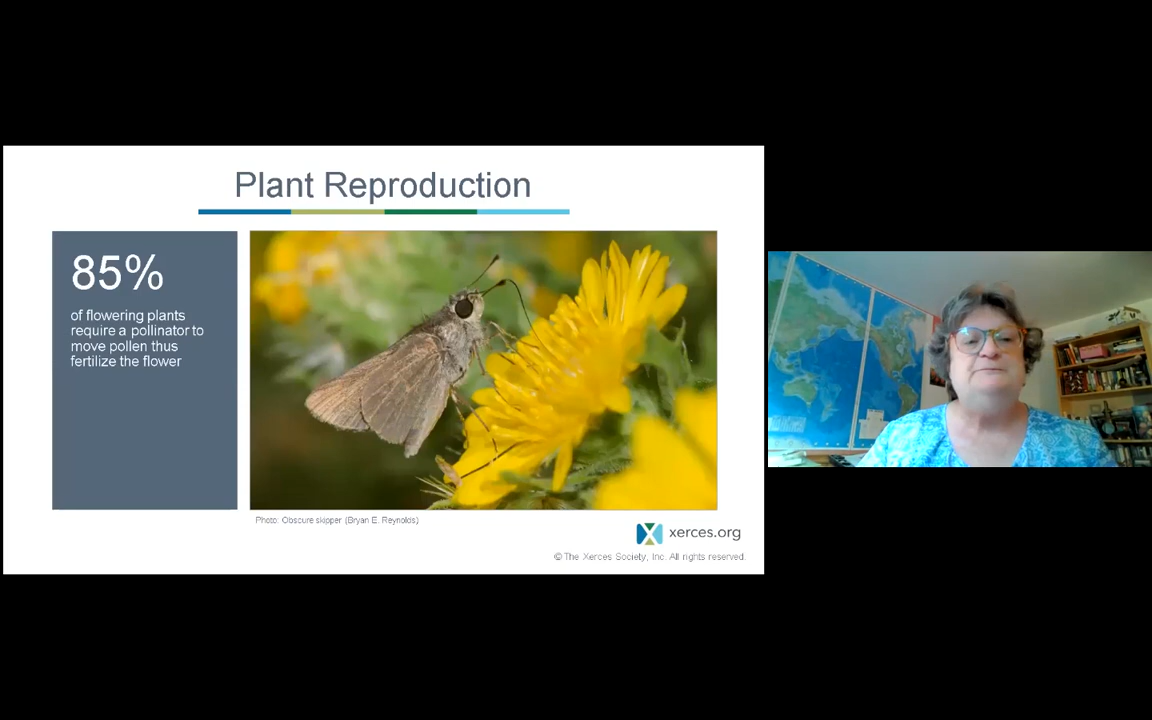 Plant Reproduction
85%
of flowering plants
require a pollinator to
move pollen thus
fertilize the flower
Photo: Obscure skipper (Bryan E. Reynolds)
xerces.org
© The Xerces Society, Inc. All rights reserved.